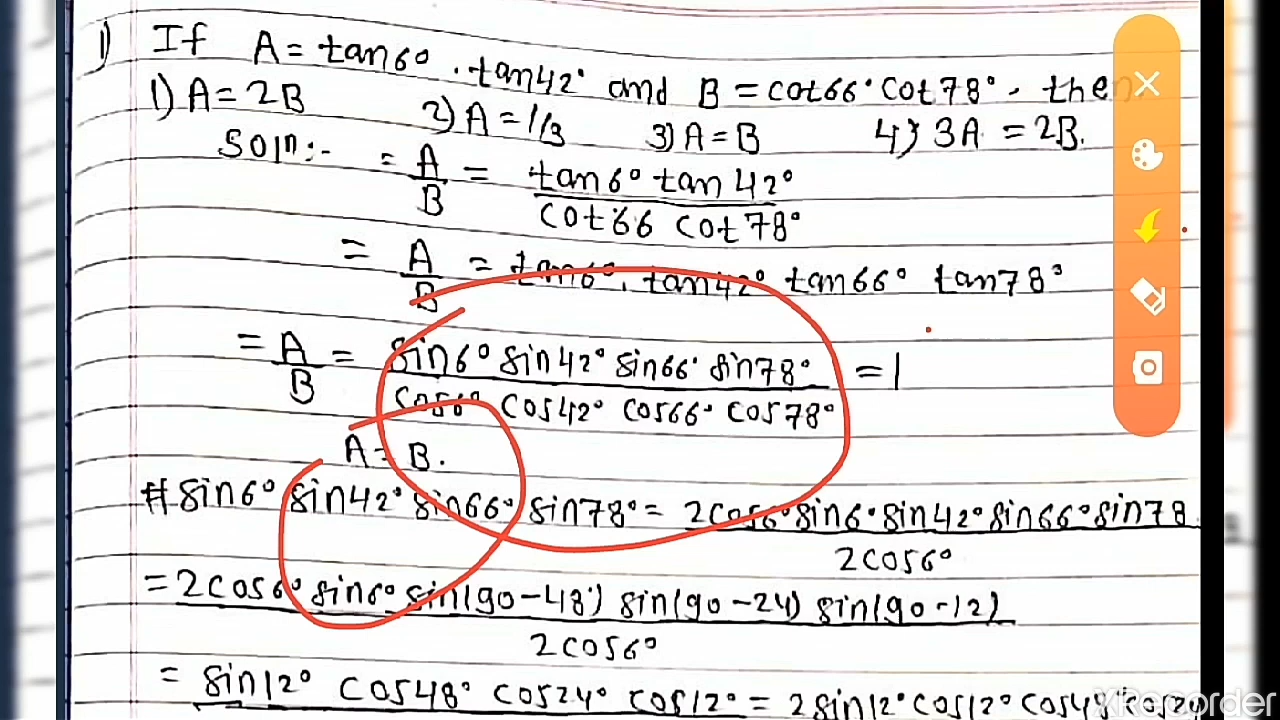 1) If A = tan6° . tan42° and B = cot66° cot78° . then
1) A = 2B 2) A = 1/B 3) A = B 4) 3A = 2B.
Soln:- = A/B = tan6° tan42° / cot66 cot78°
= A/B = tan6° . tan42° tan66° tan78°
= A/B = sin6° sin42° sin66° sin78° / cos6° cos42° cos66° cos78° = 1
A = B.
# sin6° sin42° sin66° sin78° = 2cos6° sin6° sin42° sin66° sin78 / 2cos6°
= 2cos6° sin6° sin(90-48°) sin(90-24) sin(90-12) / 2cos6°
= sin12° cos48° cos24° cos12° = 2sin12° cos12° cos48°
XRecorder